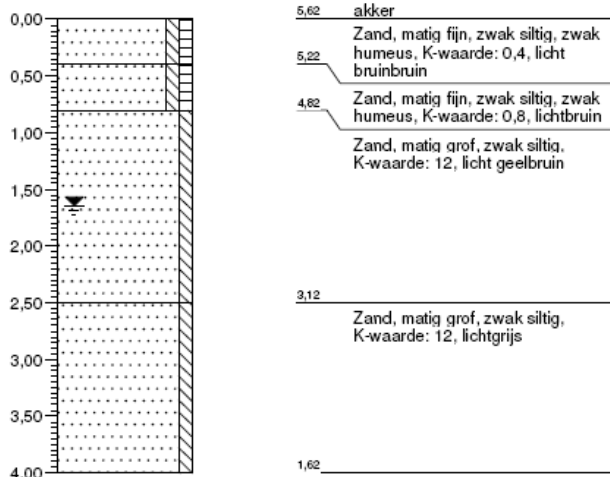 0,00
0,50
1,00
1,50
2,00
2,50
3,00
3,50
4,00
5,62 akker
Zand, matig fijn, zwak siltig, zwak
humeus, K-waarde: 0,4, licht
bruinbruin
5,22
Zand, matig fijn, zwak siltig, zwak
humeus, K-waarde: 0,8, lichtbruin
4,82
Zand, matig grof, zwak siltig,
K-waarde: 12, licht geelbruin
3,12
Zand, matig grof, zwak siltig,
K-waarde: 12, lichtgrijs
1,62